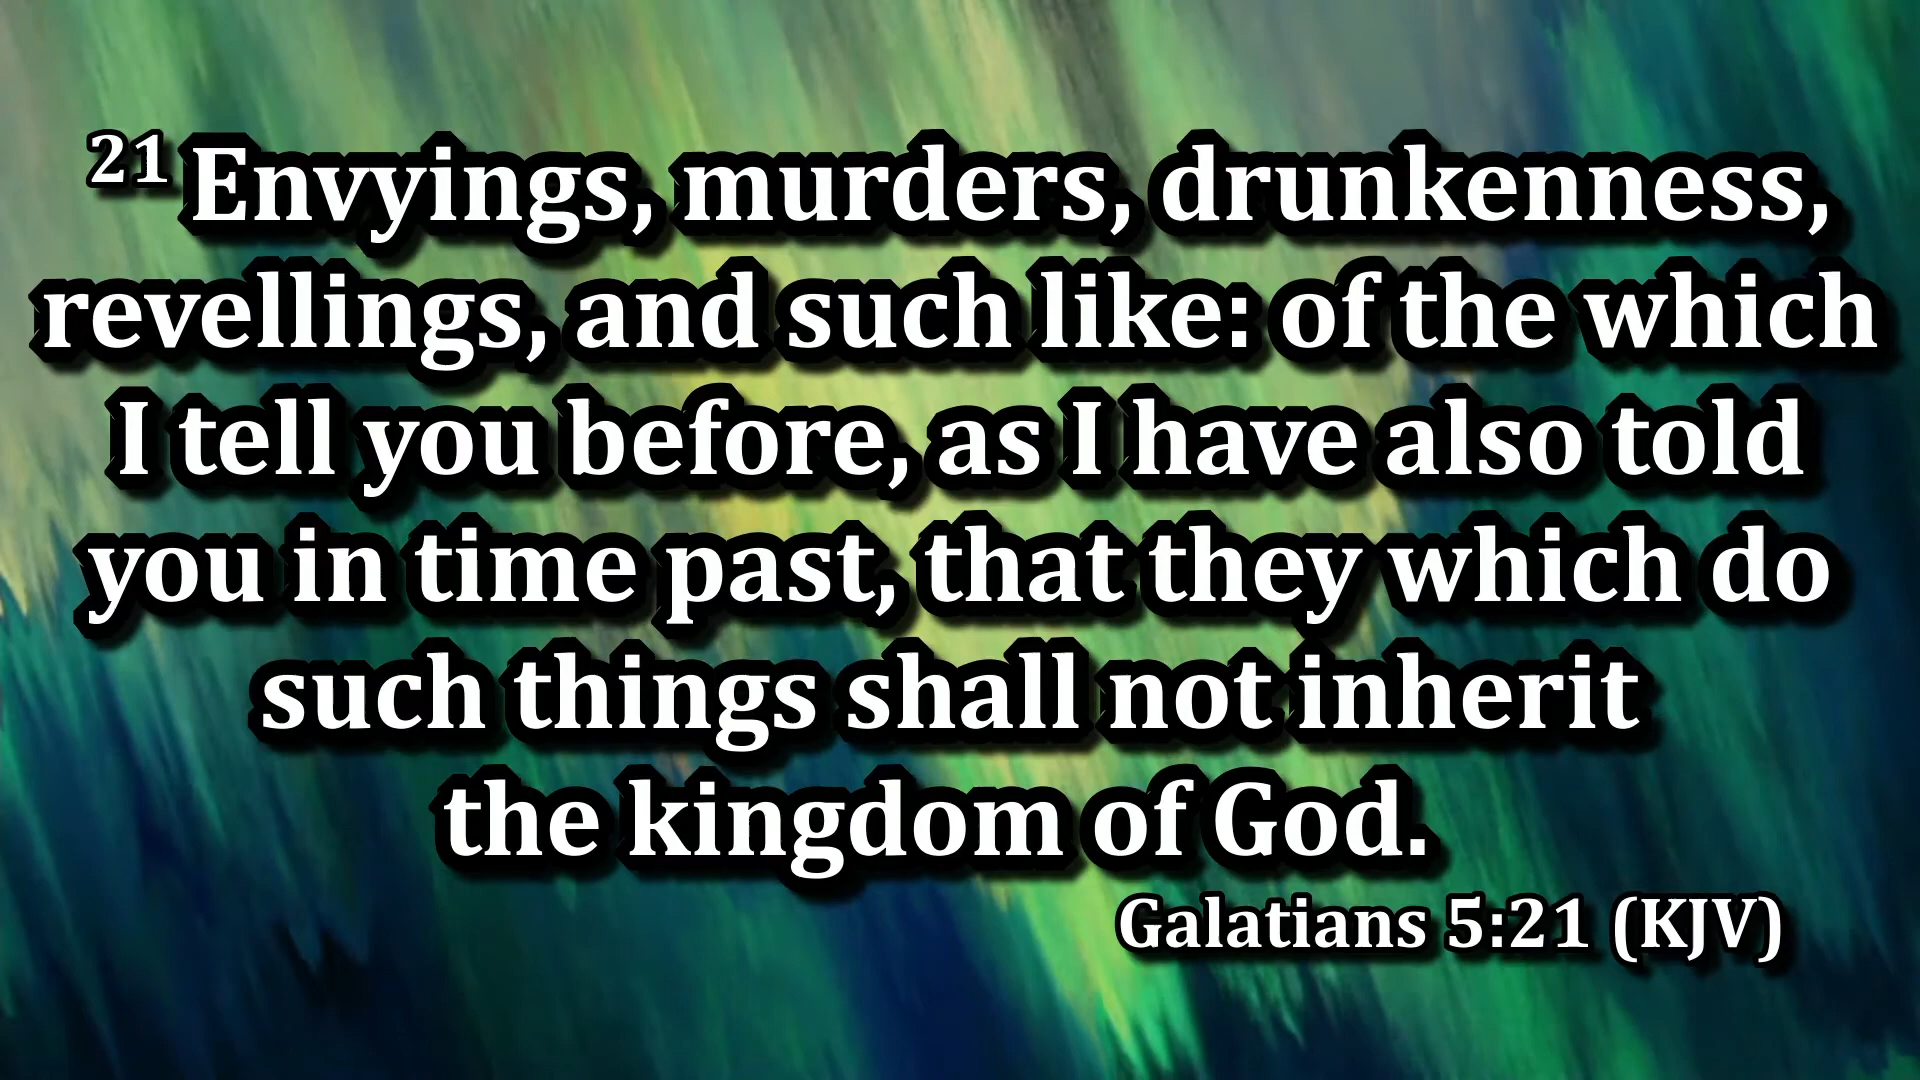 21 Envyings, murders, drunkenness,
revellings, and such like: of the which
I tell you before, as I have also told
you in time past, that they which do
such things shall not inherit
the kingdom of God.
Galatians 5:21 (KJV)